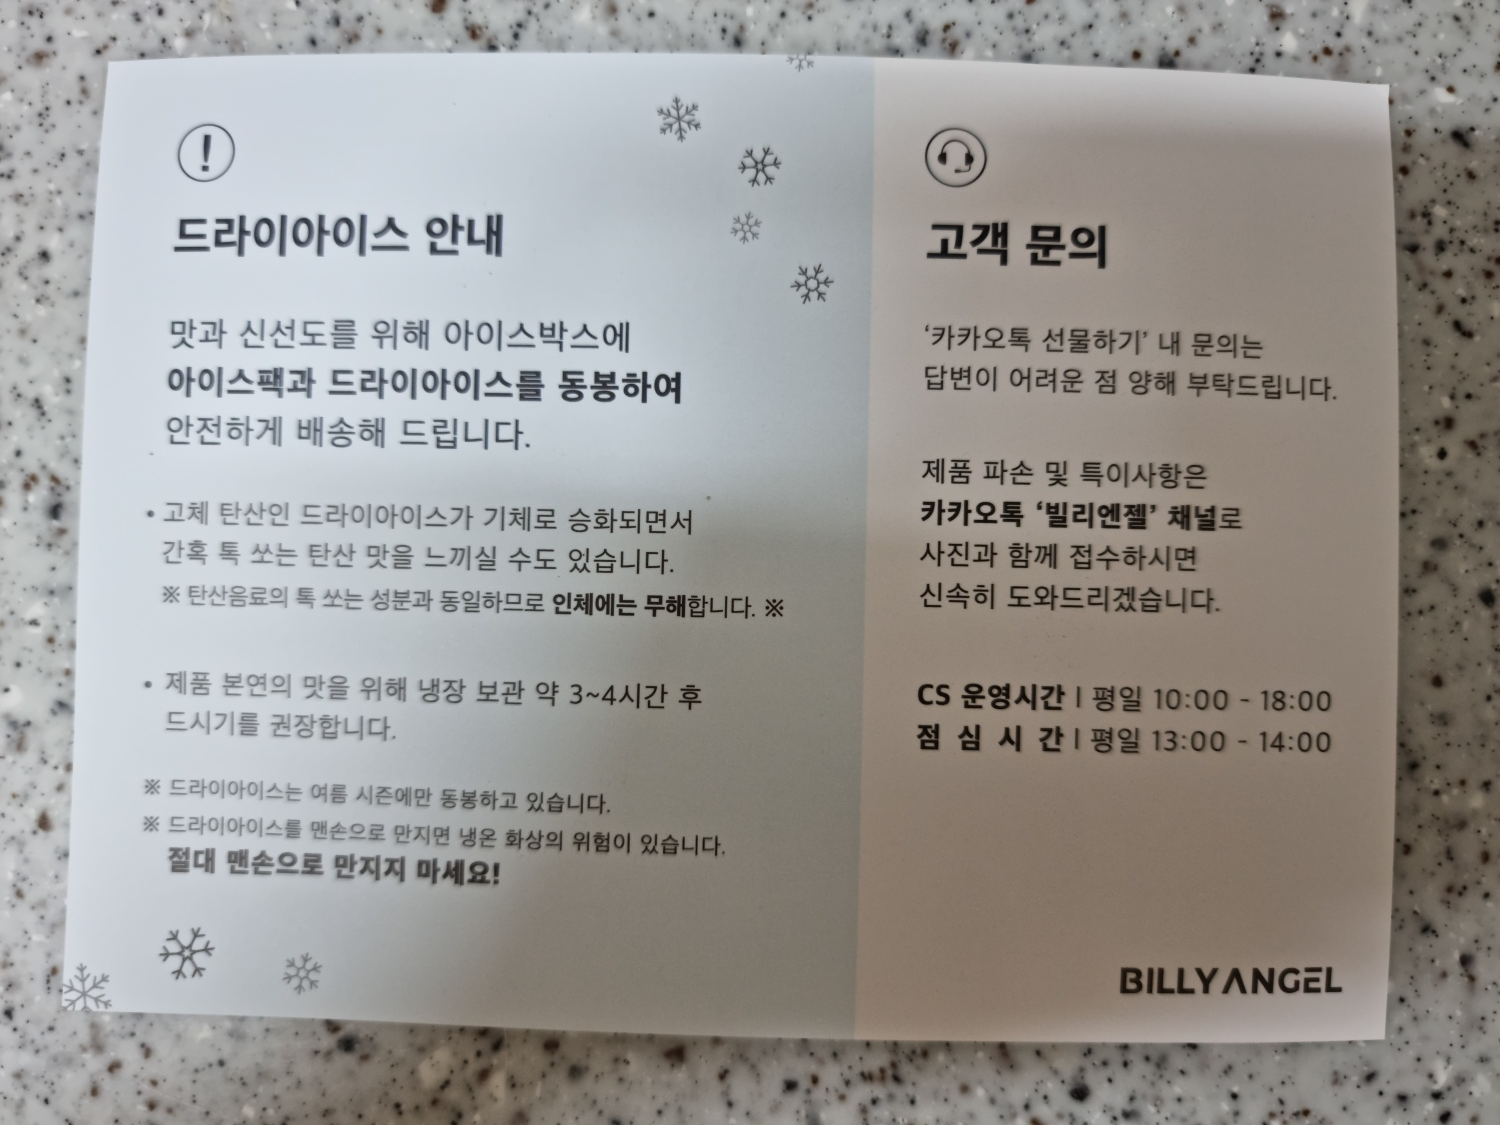 드라이아이스 안내
맛과 신선도를 위해 아이스박스에
아이스팩과 드라이아이스를 동봉하여
안전하게 배송해 드립니다.
• 고체 탄산인 드라이아이스가 기체로 승화되면서
간혹 톡 쏘는 탄산 맛을 느끼실 수도 있습니다.
※ 탄산음료의 톡 쏘는 성분과 동일하므로 인체에는 무해합니다. ※
• 제품 본연의 맛을 위해 냉장 보관 약 3~4시간 후
드시기를 권장합니다.
※ 드라이아이스는 여름 시즌에만 동봉하고 있습니다.
※ 드라이아이스를 맨손으로 만지면 냉온 화상의 위험이 있습니다.
절대 맨손으로 만지지 마세요!
고객 문의
‘카카오톡 선물하기’ 내 문의는
답변이 어려운 점 양해 부탁드립니다.
제품 파손 및 특이사항은
카카오톡 ‘빌리엔젤’ 채널로
사진과 함께 접수하시면
신속히 도와드리겠습니다.
CS 운영시간 | 평일 10:00 - 18:00
점 심 시 간 | 평일 13:00 - 14:00
BILLY ANGEL